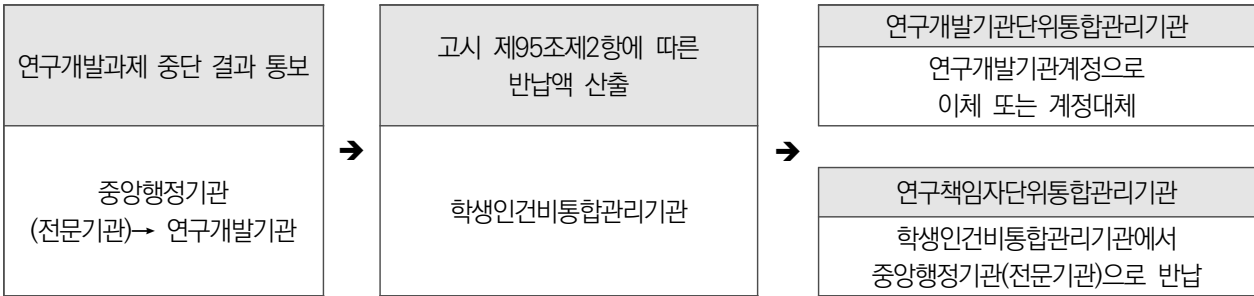 연구개발과제 중단 결과 통보
중앙행정기관
(전문기관)→ 연구개발기관
➔
고시 제95조제2항에 따른
반납액 산출
학생인건비통합관리기관
➔
연구개발기관단위통합관리기관
연구개발기관계정으로
이체 또는 계정대체
연구책임자단위통합관리기관
학생인건비통합관리기관에서
중앙행정기관(전문기관)으로 반납